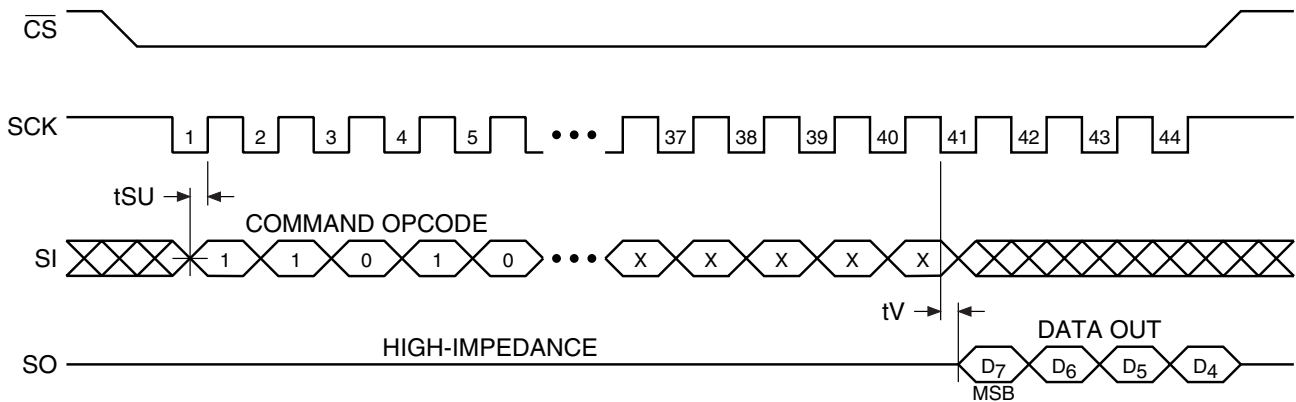 CS
SCK 1 2 3 4 5 ••• 37 38 39 40 41 42 43 44
tSU
COMMAND OPCODE
SI 1 1 0 1 0 ••• X X X X X
tV
HIGH-IMPEDANCE
DATA OUT
SO D7 D6 D5 D4
MSB